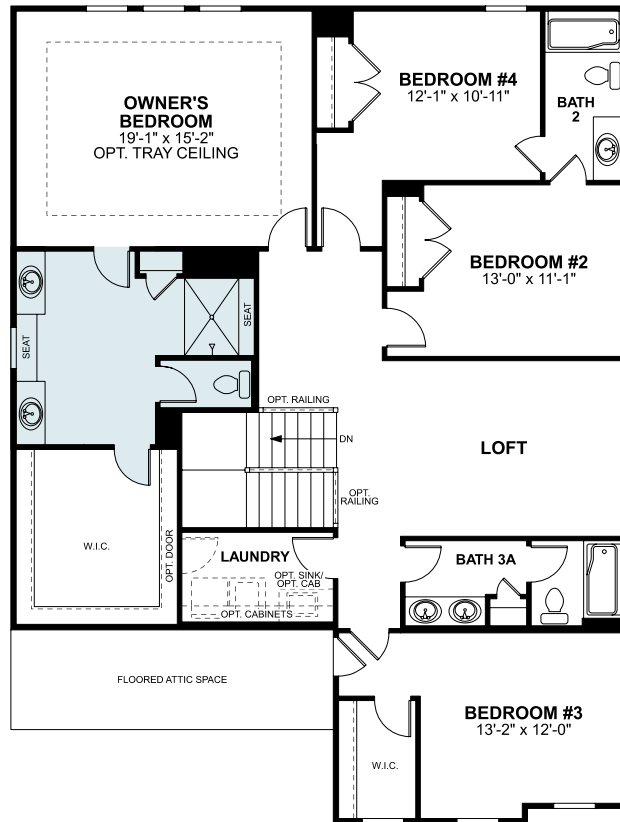 OWNER'S
BEDROOM
19'-1" x 15'-2"
OPT. TRAY CEILING
BEDROOM #4
12'-1" x 10'-11"
BATH
2
BEDROOM #2
13'-0" x 11'-1"
SEAT
SEAT
OPT. RAILING
DN
OPT.
RAILING
LOFT
W.I.C.
OPT. DOOR
LAUNDRY
OPT. SINK/
OPT. CAB
OPT. CABINETS
BATH 3A
FLOORED ATTIC SPACE
BEDROOM #3
13'-2" x 12'-0"
W.I.C.